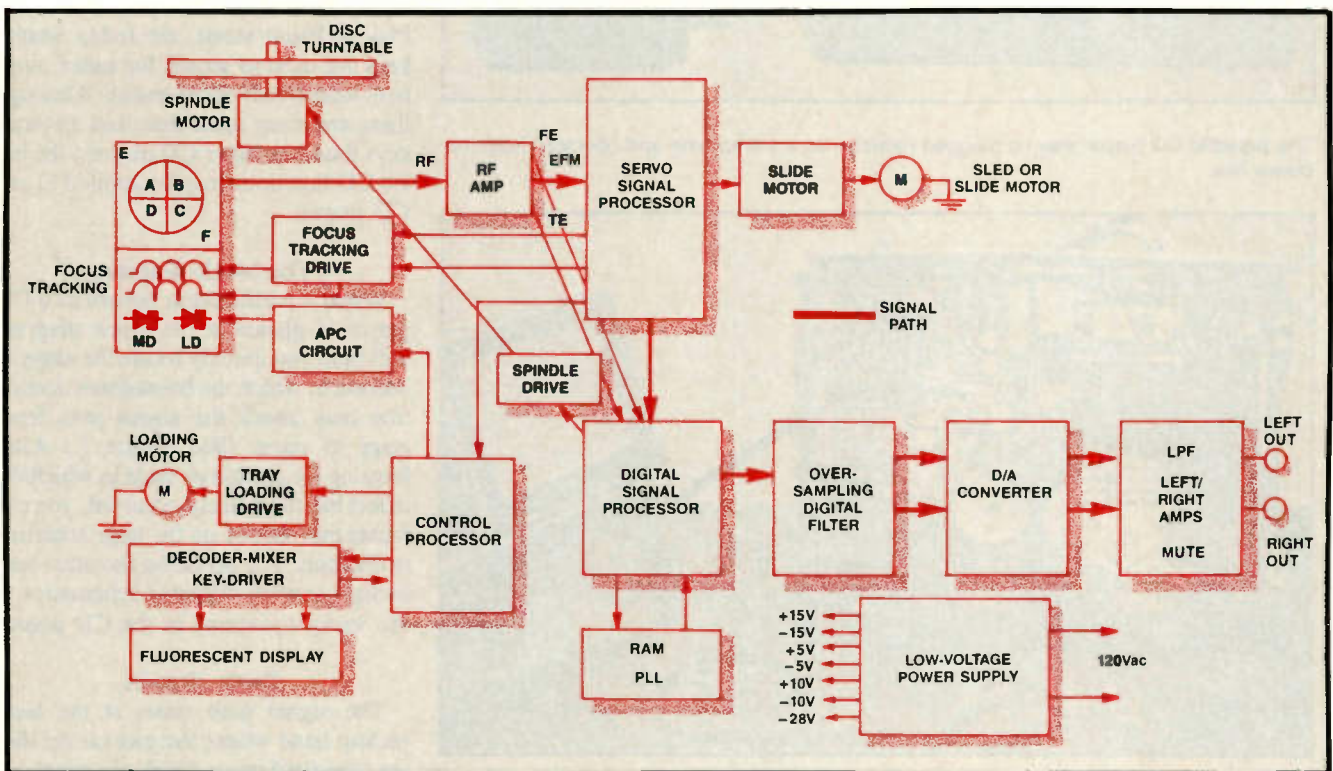 DISC
TURNTABLE
SPINDLE
MOTOR
E
A B
D C
F
RF
RF
AMP
FE
EFM
TE
SERVO
SIGNAL
PROCESSOR
SLIDE
MOTOR
M
SLED OR
SLIDE MOTOR
FOCUS
TRACKING
DRIVE
FOCUS
TRACKING
MD LD
APC
CIRCUIT
SIGNAL
PATH
SPINDLE
DRIVE
LOADING
MOTOR
M
TRAY
LOADING
DRIVE
CONTROL
PROCESSOR
DECODER-MIXER
KEY-DRIVER
FLUORESCENT DISPLAY
DIGITAL
SIGNAL
PROCESSOR
RAM
PLL
OVER-
SAMPLING
DIGITAL
FILTER
D/A
CONVERTER
LPF
LEFT/
RIGHT
AMPS
MUTE
LEFT
OUT
RIGHT
OUT
+15V
-15V
+5V
-5V
+10V
-10V
-28V
LOW-VOLTAGE
POWER SUPPLY
120Vac